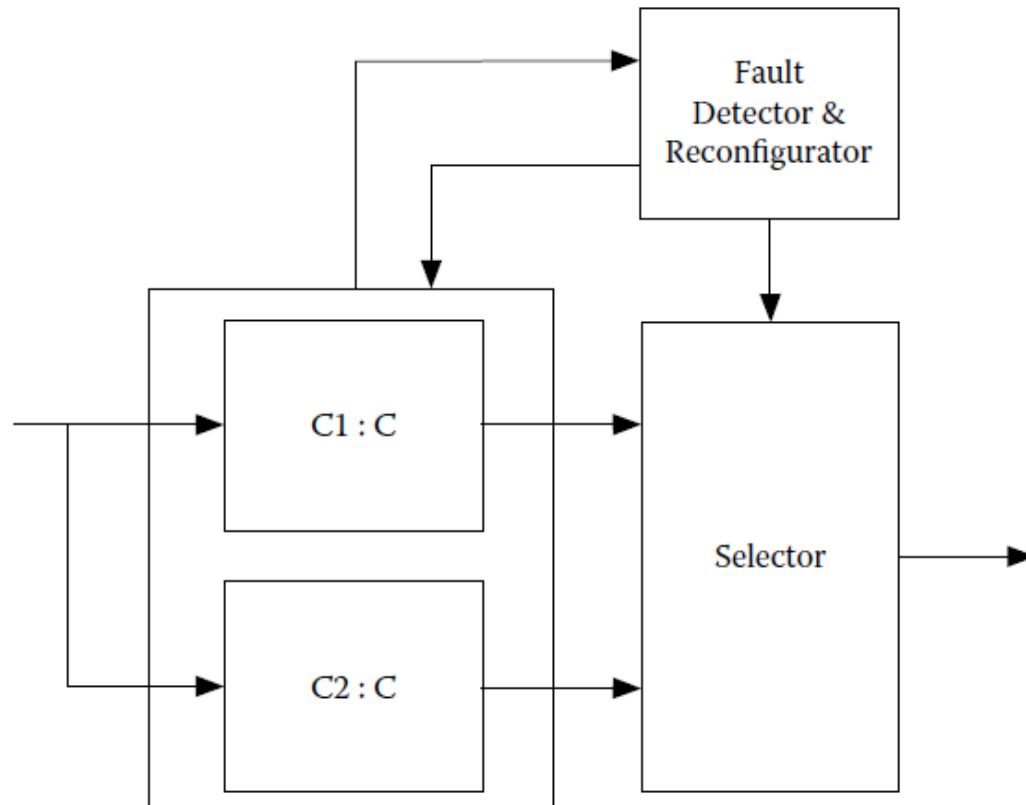 Fault
Detector &
Reconfigurator
C1 : C
Selector
C2 : C